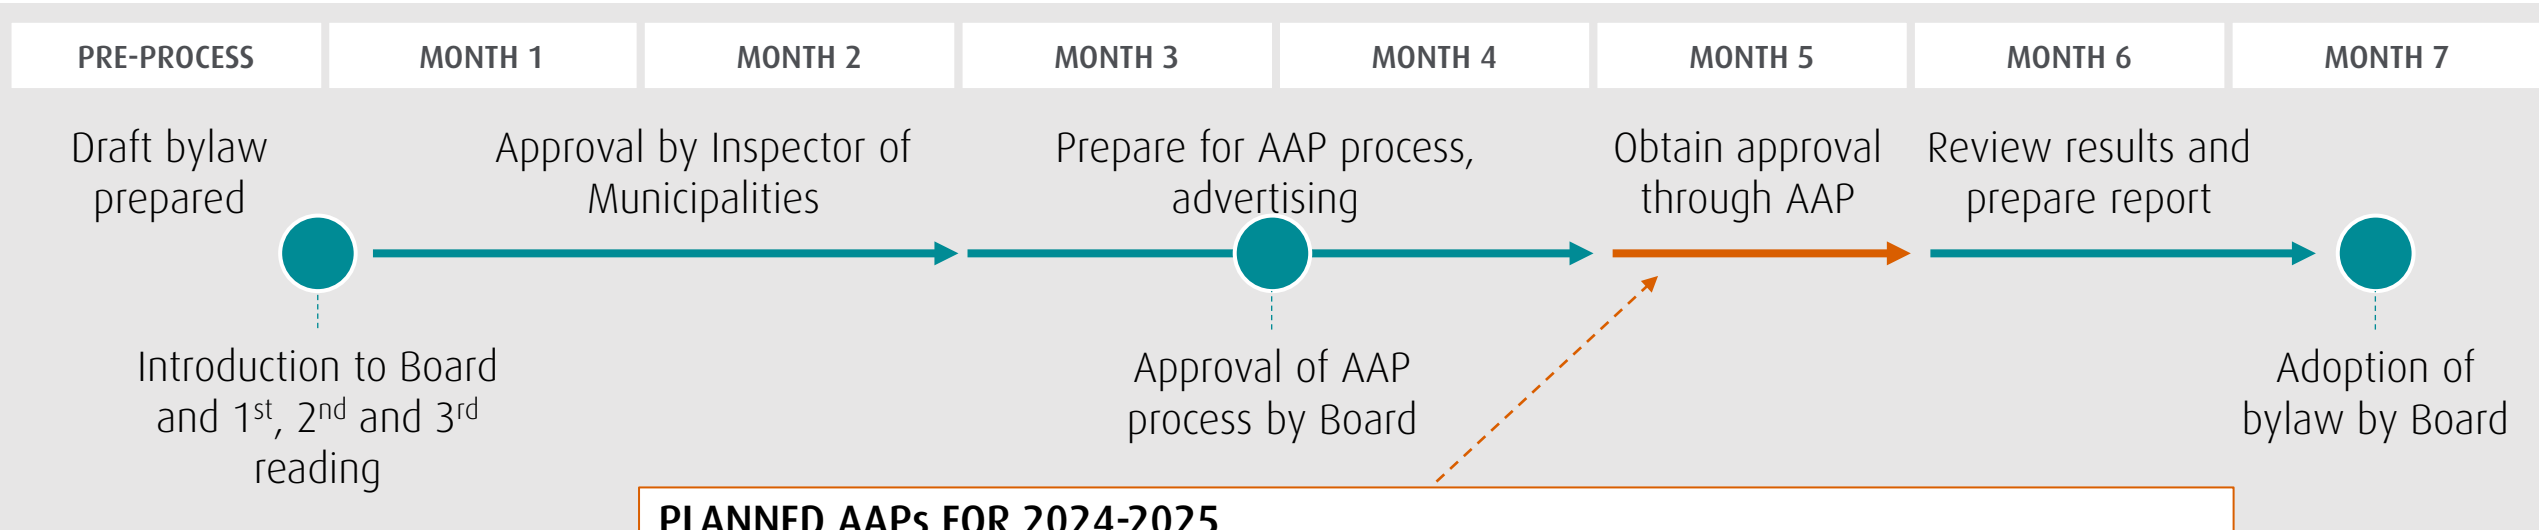 PRE-PROCESS
MONTH 1
MONTH 2
MONTH 3
MONTH 4
MONTH 5
MONTH 6
MONTH 7
Draft bylaw
prepared
Approval by Inspector of
Municipalities
Prepare for AAP process,
advertising
Obtain approval
through AAP
Review results and
prepare report
Introduction to Board
and 1st, 2nd and 3rd
reading
Approval of AAP
process by Board
Adoption of
bylaw by Board
PLANNED AAPs FOR 2024-2025